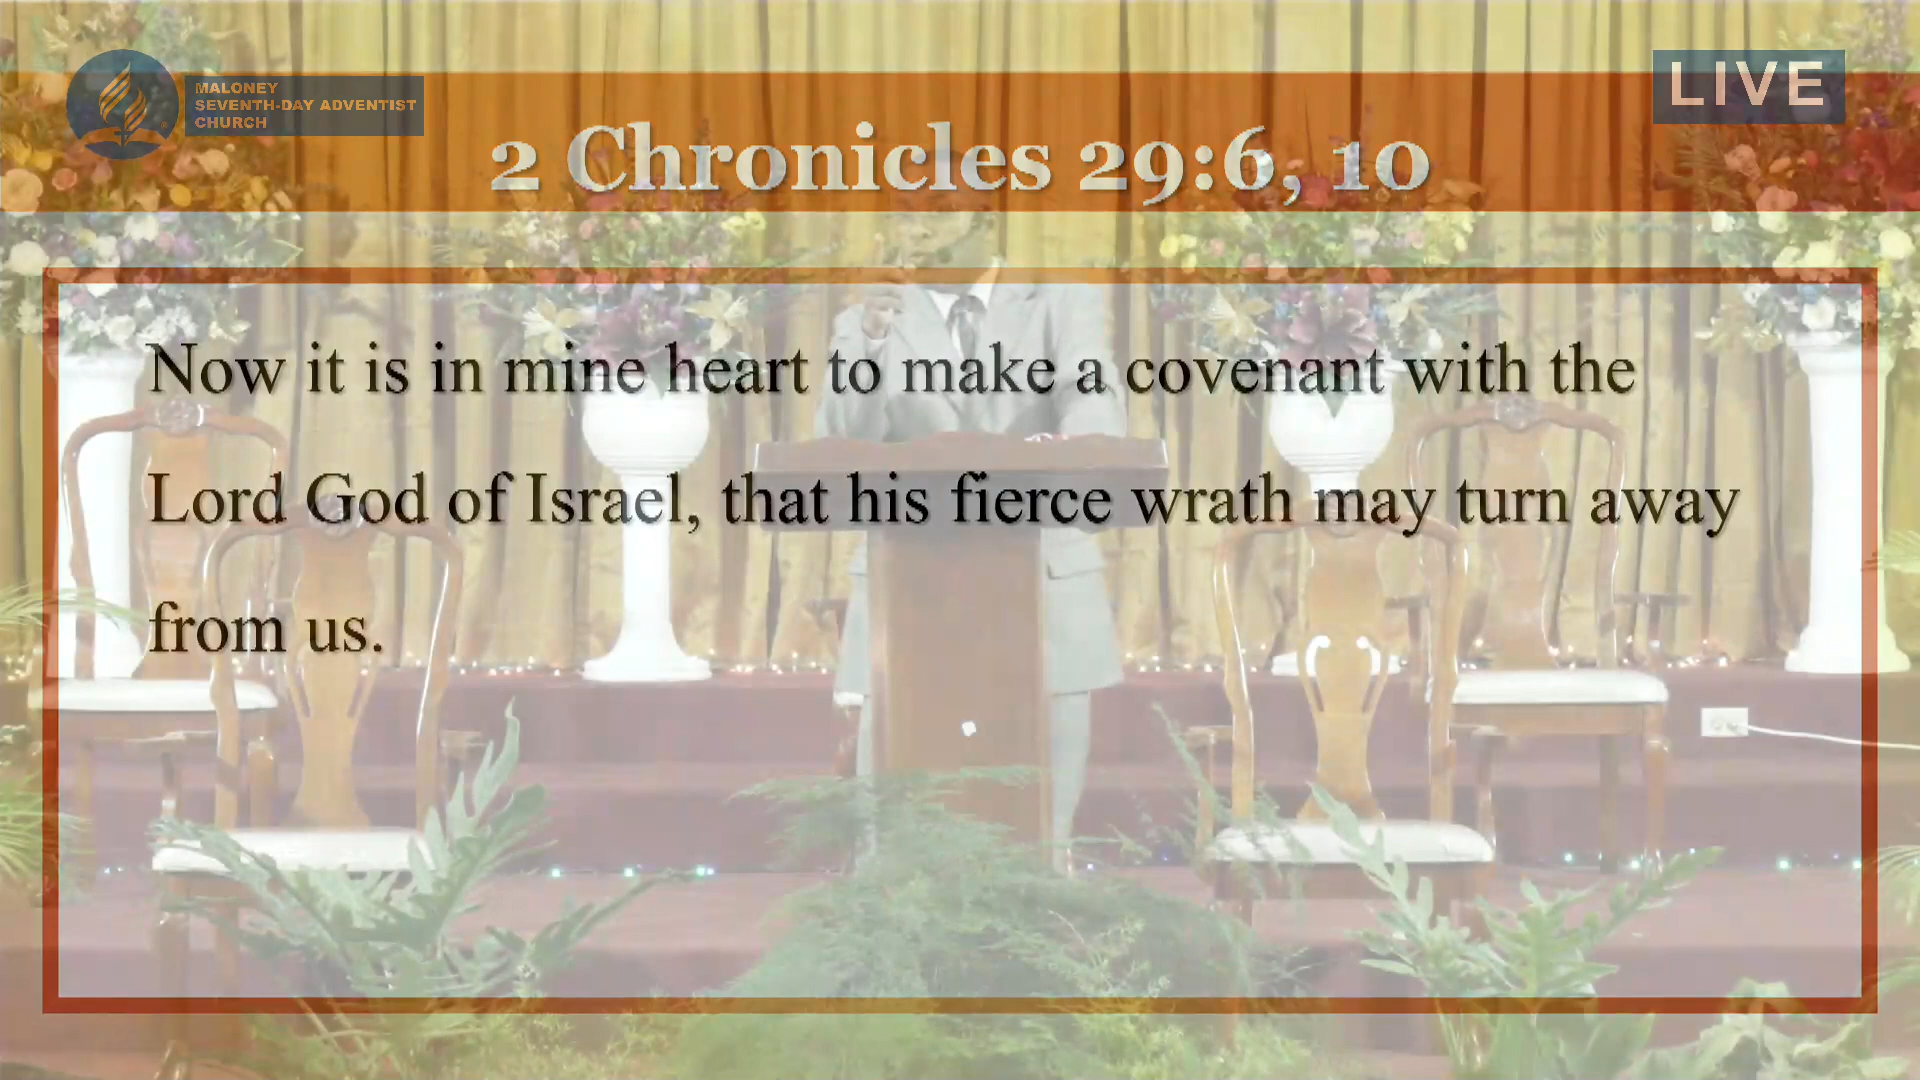 MALONEY
SEVENTH-DAY ADVENTIST
CHURCH
LIVE
2 Chronicles 29:6, 10
Now it is in mine heart to make a covenant with the
Lord God of Israel, that his fierce wrath may turn away
from us.